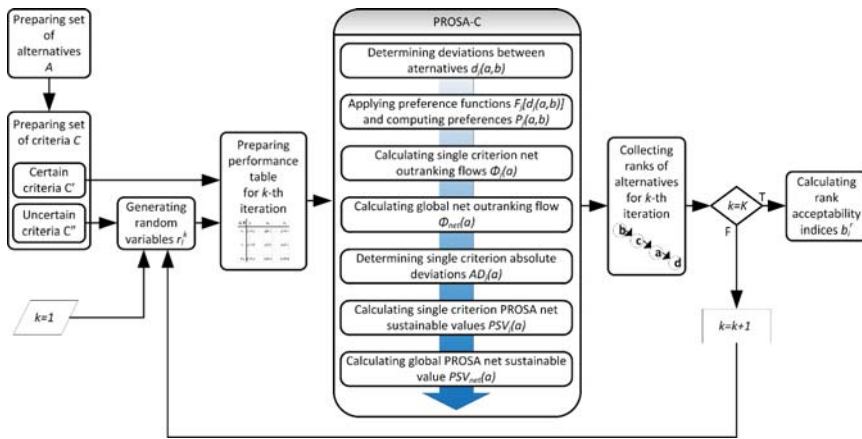 Preparing set
of
alternatives
A
Preparing set
of criteria C
Certain
criteria C'
Uncertain
criteria C"
Generating
random
variables rᵢᵏ
k=1
Preparing
performance
table
for k-th
iteration
PROSA-C
Determining deviations between
aternatives dⱼ(a,b)
Applying preference functions Fⱼ[dⱼ(a,b)]
and computing preferences Pⱼ(a,b)
Calculating single criterion net
outranking flows Φⱼ(a)
Calculating global net outranking flow
Φnet(a)
Determining single criterion absolute
deviations ADⱼ(a)
Calculating single criterion PROSA net
sustainable values PSVⱼ(a)
Calculating global PROSA net sustainable
value PSVnet(a)
Collecting
ranks of
alternatives
for k-th
iteration
b
c
a
d
k=K
T
F
k=k+1
Calculating
rank
acceptability
indices bᵢʳ